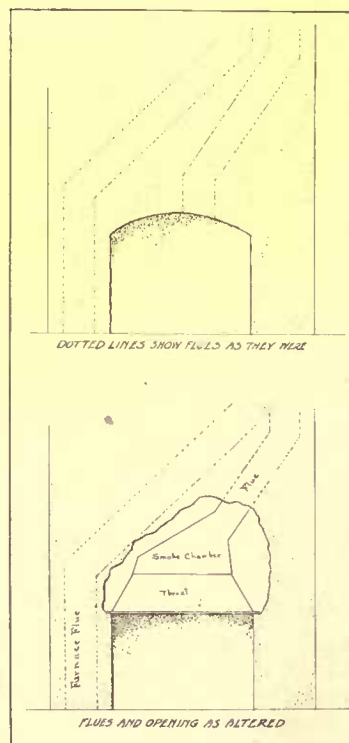 DOTTED LINES SHOW FLUES AS THEY WERE
Flue
Smoke Chamber
Throat
Furnace Flue
FLUES AND OPENING AS ALTERED